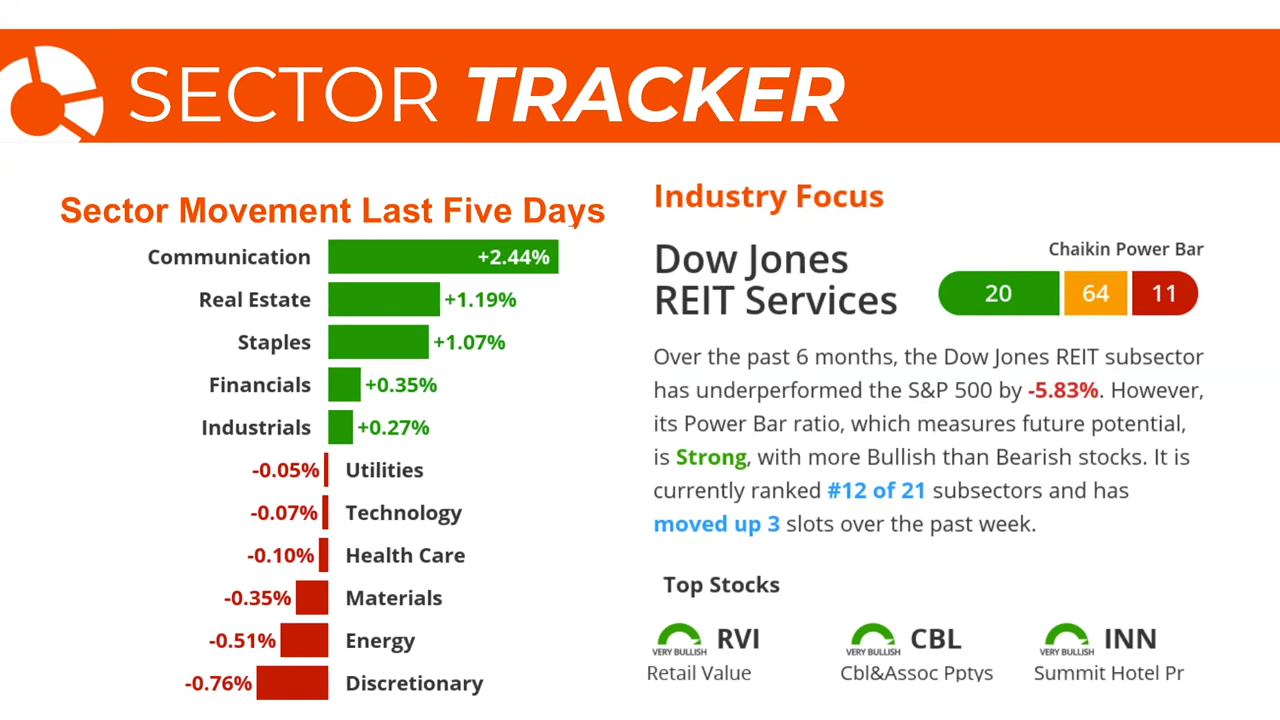 SECTOR TRACKER
Sector Movement Last Five Days
Communication +2.44%
Real Estate +1.19%
Staples +1.07%
Financials +0.35%
Industrials +0.27%
-0.05% Utilities
-0.07% Technology
-0.10% Health Care
-0.35% Materials
-0.51% Energy
-0.76% Discretionary
Industry Focus
Dow Jones
REIT Services
Chaikin Power Bar
20 64 11
Over the past 6 months, the Dow Jones REIT subsector
has underperformed the S&P 500 by -5.83%. However,
its Power Bar ratio, which measures future potential,
is Strong, with more Bullish than Bearish stocks. It is
currently ranked #12 of 21 subsectors and has
moved up 3 slots over the past week.
Top Stocks
VERY BULLISH RVI
Retail Value
VERY BULLISH CBL
Cbl&Assoc Pptys
VERY BULLISH INN
Summit Hotel Pr